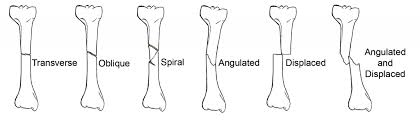 Transverse
Oblique
Spiral
Angulated
Displaced
Angulated
and
Displaced